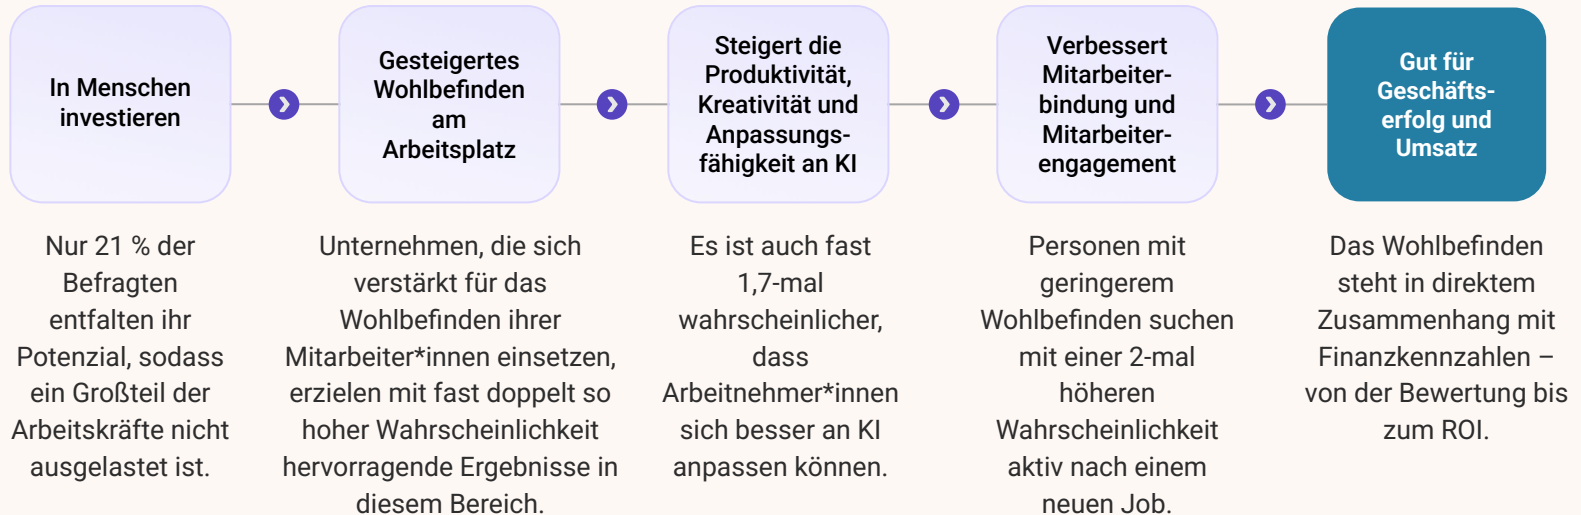 In Menschen
investieren
Gesteigertes
Wohlbefinden
am
Arbeitsplatz
Steigert die
Produktivität,
Kreativität und
Anpassungs-
fähigkeit an KI
Verbessert
Mitarbeiter-
bindung und
Mitarbeiter-
engagement
Gut für
Geschäfts-
erfolg und
Umsatz
Nur 21 % der
Befragten
entfalten ihr
Potenzial, sodass
ein Großteil der
Arbeitskräfte nicht
ausgelastet ist.
Unternehmen, die sich
verstärkt für das
Wohlbefinden ihrer
Mitarbeiter*innen einsetzen,
erzielen mit fast doppelt so
hoher Wahrscheinlichkeit
hervorragende Ergebnisse in
diesem Bereich.
Es ist auch fast
1,7-mal
wahrscheinlicher,
dass
Arbeitnehmer*innen
sich besser an KI
anpassen können.
Personen mit
geringerem
Wohlbefinden suchen
mit einer 2-mal
höheren
Wahrscheinlichkeit
aktiv nach einem
neuen Job.
Das Wohlbefinden
steht in direktem
Zusammenhang mit
Finanzkennzahlen –
von der Bewertung bis
zum ROI.